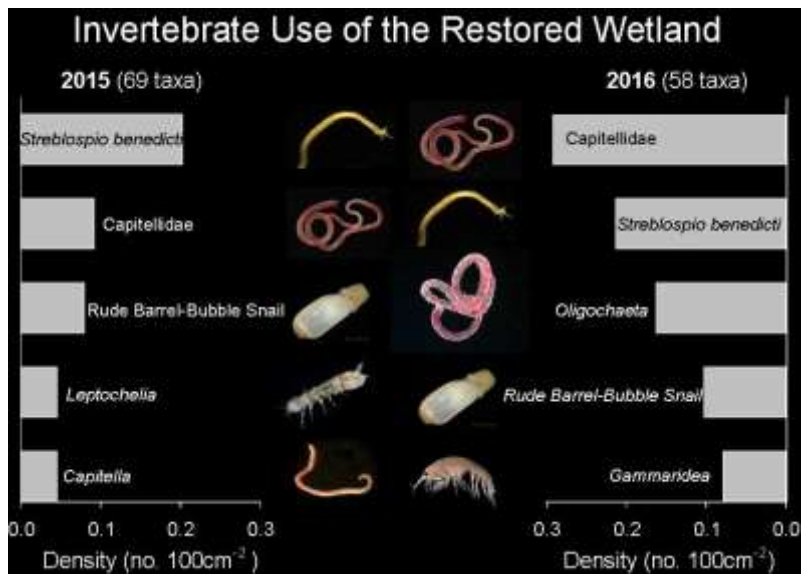 Invertebrate Use of the Restored Wetland
2015 (69 taxa)
Streblospio benedicti
Capitellidae
Rude Barrel-Bubble Snail
Leptochelia
Capitella
0.0 0.1 0.2 0.3
Density (no. 100cm⁻²)
2016 (58 taxa)
Capitellidae
Streblospio benedicti
Oligochaeta
Rude Barrel-Bubble Snail
Gammaridea
0.3 0.2 0.1 0.0
Density (no. 100cm⁻²)